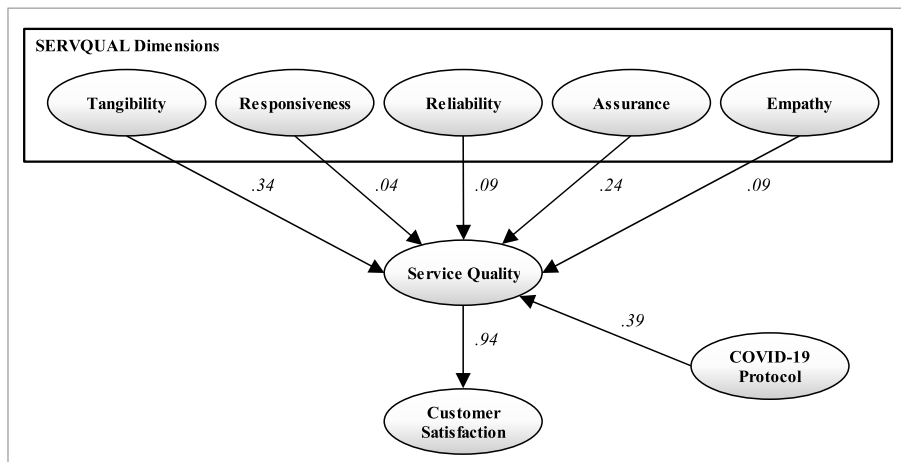 SERVQUAL Dimensions
Tangibility
Responsiveness
Reliability
Assurance
Empathy
.34
.04
.09
.24
.09
Service Quality
.94
.39
COVID-19
Protocol
Customer
Satisfaction